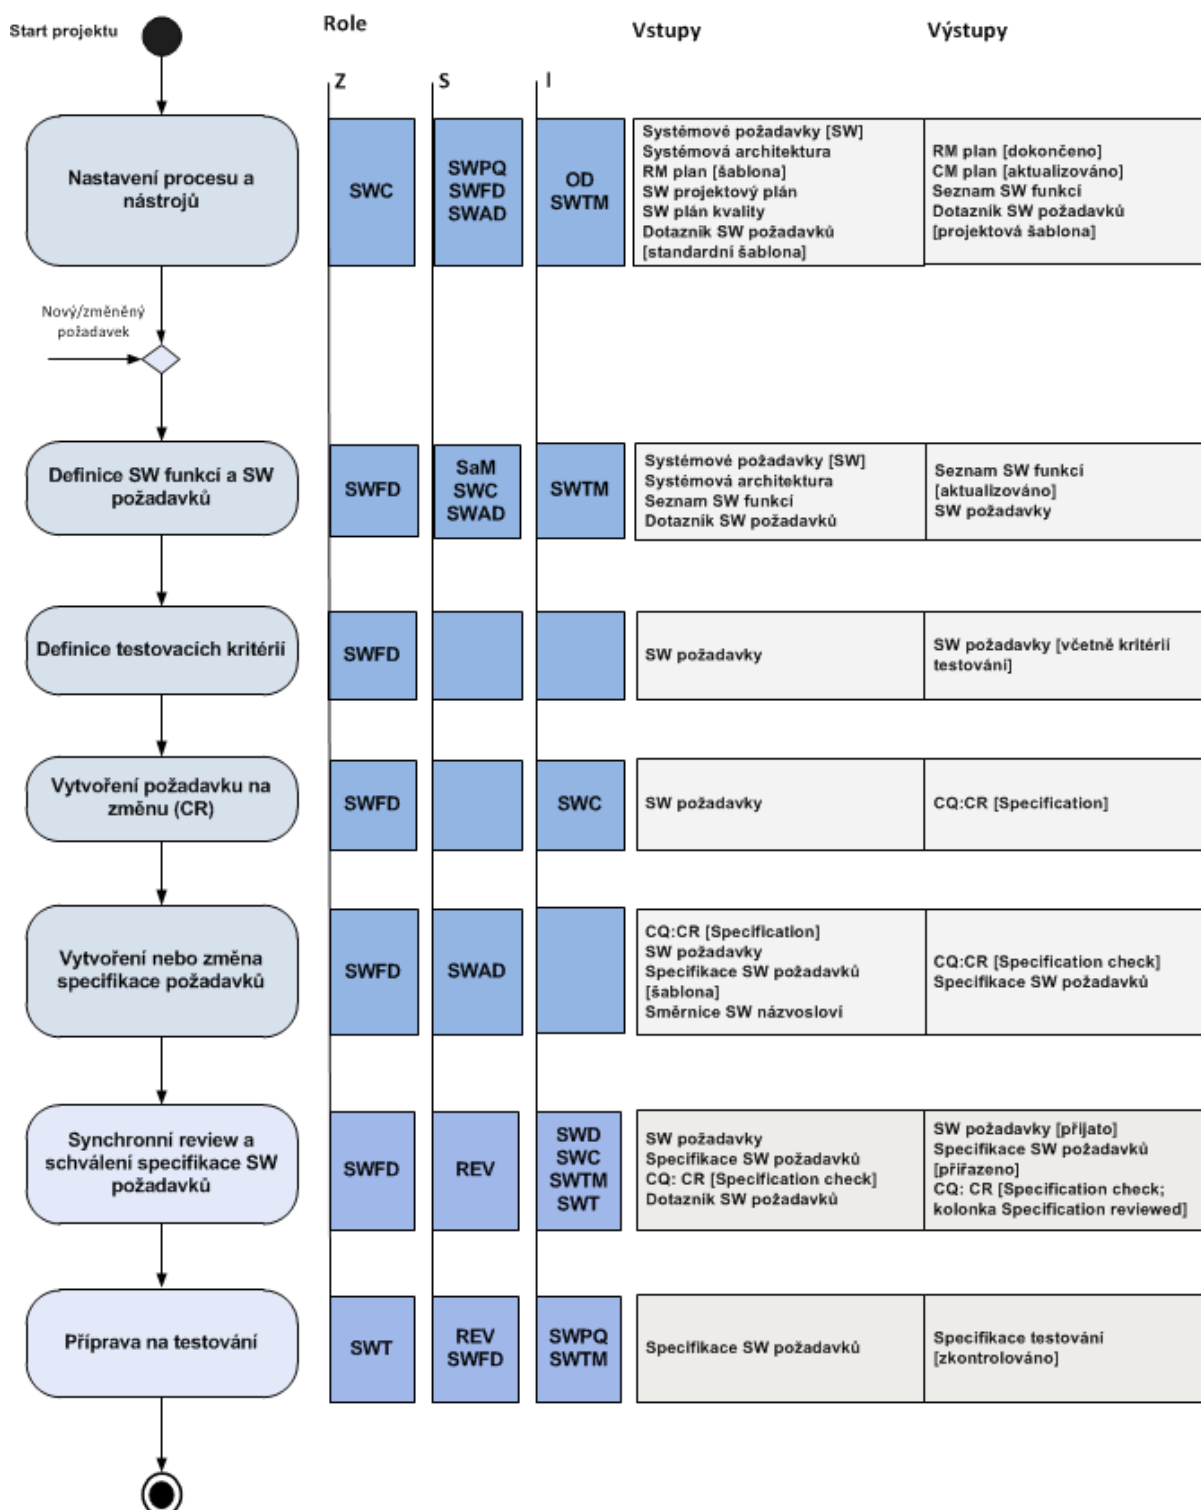 Start projektu
Role
Vstupy
Výstupy
Z
S
I
Nastavení procesu a
nástrojů
SWC
SWPQ
SWFD
SWAD
OD
SWTM
Systémové požadavky [SW]
Systémová architektura
RM plan [šablona]
SW projektový plán
SW plán kvality
Dotazník SW požadavků
[standardní šablona]
RM plan [dokončeno]
CM plan [aktualizováno]
Seznam SW funkcí
Dotazník SW požadavků
[projektová šablona]
Nový/změněný
požadavek
Definice SW funkcí a SW
požadavků
SWFD
SaM
SWC
SWAD
SWTM
Systémové požadavky [SW]
Systémová architektura
Seznam SW funkcí
Dotazník SW požadavků
Seznam SW funkcí
[aktualizováno]
SW požadavky
Definice testovacích kritérií
SWFD
SW požadavky
SW požadavky [včetně kritérií
testování]
Vytvoření požadavku na
změnu (CR)
SWFD
SWC
SW požadavky
CQ:CR [Specification]
Vytvoření nebo změna
specifikace požadavků
SWFD
SWAD
CQ:CR [Specification]
SW požadavky
Specifikace SW požadavků
[šablona]
Směrnice SW názvosloví
CQ:CR [Specification check]
Specifikace SW požadavků
Synchronní review a
schválení specifikace SW
požadavků
SWFD
REV
SWD
SWC
SWTM
SWT
SW požadavky
Specifikace SW požadavků
CQ: CR [Specification check]
Dotazník SW požadavků
SW požadavky [přijato]
Specifikace SW požadavků
[přiřazeno]
CQ: CR [Specification check;
kolonka Specification reviewed]
Příprava na testování
SWT
REV
SWFD
SWPQ
SWTM
Specifikace SW požadavků
Specifikace testování
[zkontrolováno]